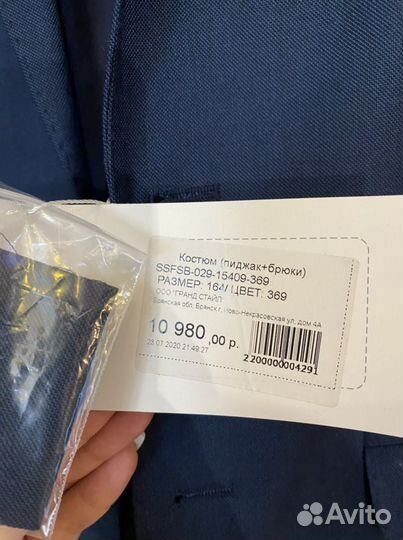 Костюм (пиджак+брюки)
SSFSB-029-15409-369
РАЗМЕР: 164/ ЦВЕТ: 369
ООО "ГРАНД СТАЙЛ"
Брянская обл. Брянск г, Ново-Некрасовская ул, дом 4А
10 980,00 р.
23 07 2020 21:49:27
2200000004291
Avito